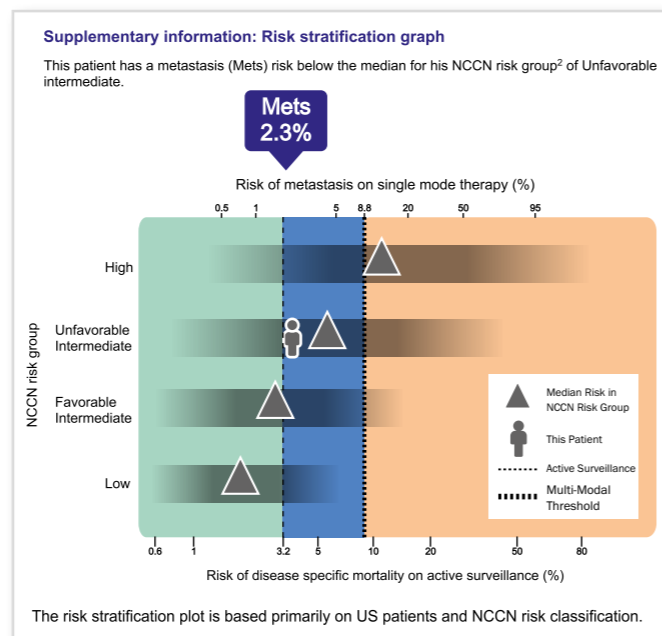 Supplementary information: Risk stratification graph
This patient has a metastasis (Mets) risk below the median for his NCCN risk group² of Unfavorable
intermediate.
Mets
2.3%
Risk of metastasis on single mode therapy (%)
0.5 1 5 8.8 20 50 95
NCCN risk group
High
Unfavorable
Intermediate
Favorable
Intermediate
Low
Median Risk in
NCCN Risk Group
This Patient
Active Surveillance
Multi-Modal
Threshold
0.6 1 3.2 5 10 20 50 80
Risk of disease specific mortality on active surveillance (%)
The risk stratification plot is based primarily on US patients and NCCN risk classification.